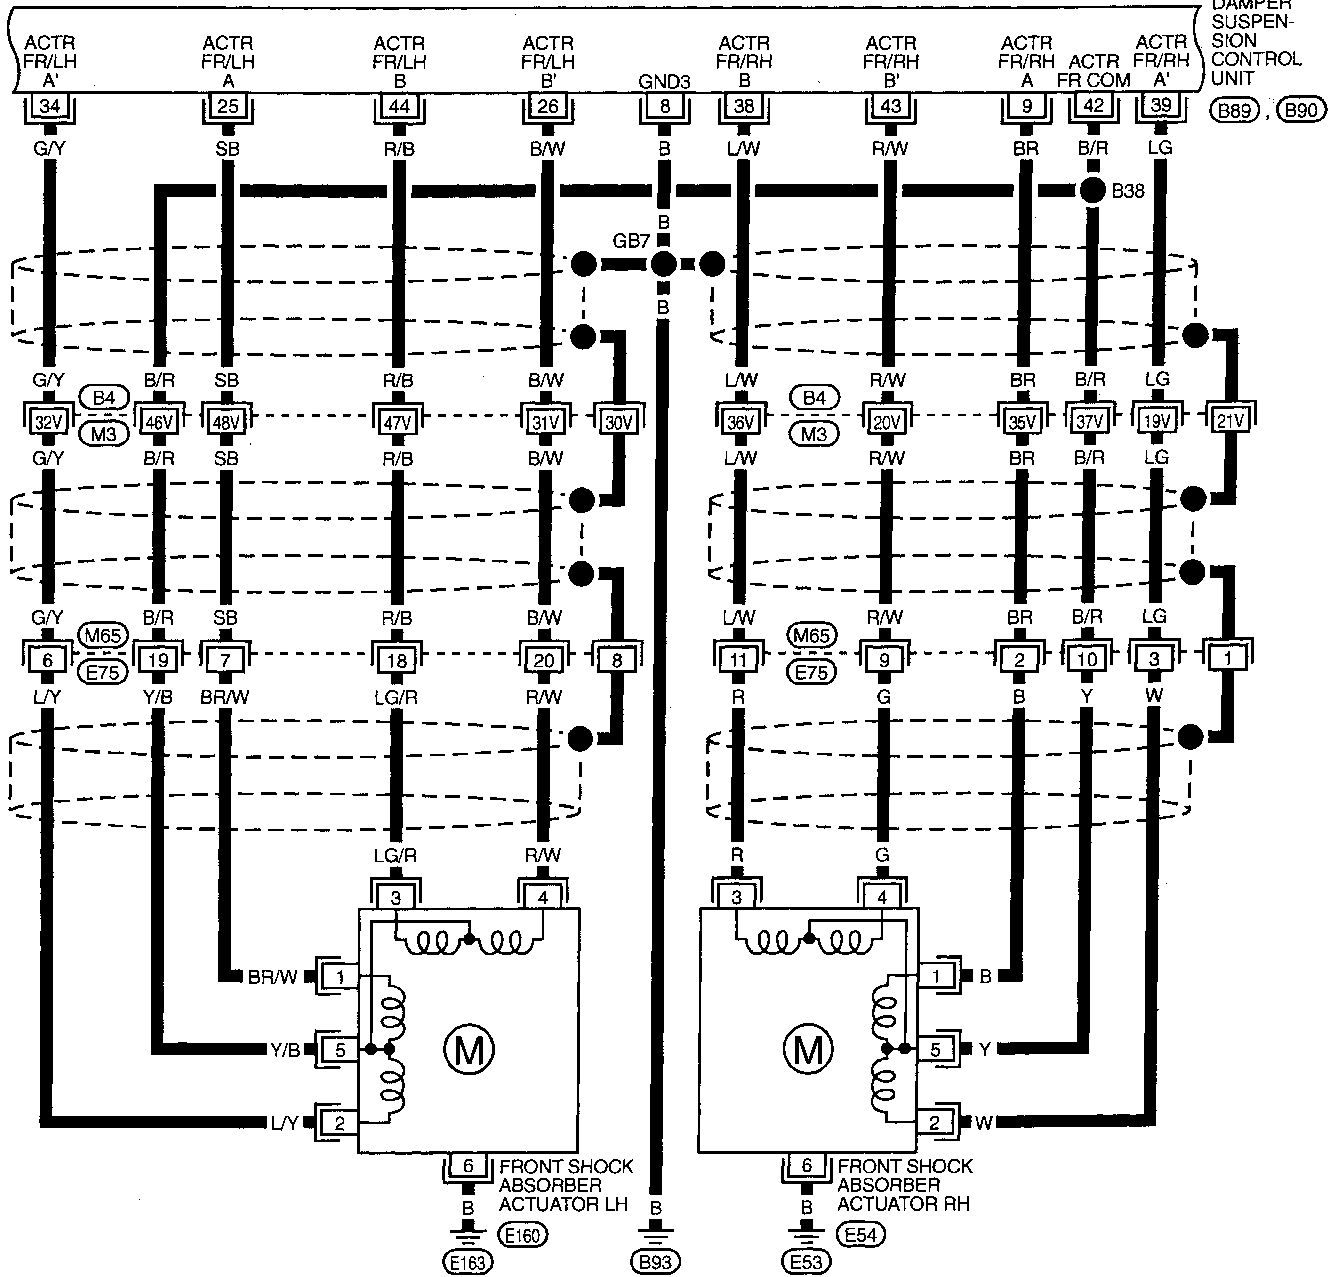 DAMPER
SUSPEN-
SION
CONTROL
UNIT
B89 , B90
ACTR FR/LH A'
ACTR FR/LH A
ACTR FR/LH B
ACTR FR/LH B'
GND3
ACTR FR/RH B
ACTR FR/RH B'
ACTR FR/RH A
ACTR FR COM
ACTR FR/RH A'
34 25 44 26 8 38 43 9 42 39
G/Y SB R/B B/W B L/W R/W BR B/R LG
B38
B
GB7
B
G/Y B/R SB R/B B/W L/W R/W BR B/R LG
B4 B4
32V 46V 48V 47V 31V 30V 36V 20V 35V 37V 19V 21V
M3 M3
G/Y B/R SB R/B B/W L/W R/W BR B/R LG
G/Y B/R SB R/B B/W L/W R/W BR B/R LG
M65 M65
6 19 7 18 20 8 11 9 2 10 3 1
E75 E75
L/Y Y/B BR/W LG/R R/W R G B Y W
LG/R R/W R G
3 4 3 4
BR/W 1 1 B
Y/B 5 M M 5 Y
L/Y 2 2 W
6 FRONT SHOCK
ABSORBER
ACTUATOR LH
B
E160
E163
B
B93
6 FRONT SHOCK
ABSORBER
ACTUATOR RH
B
E54
E53